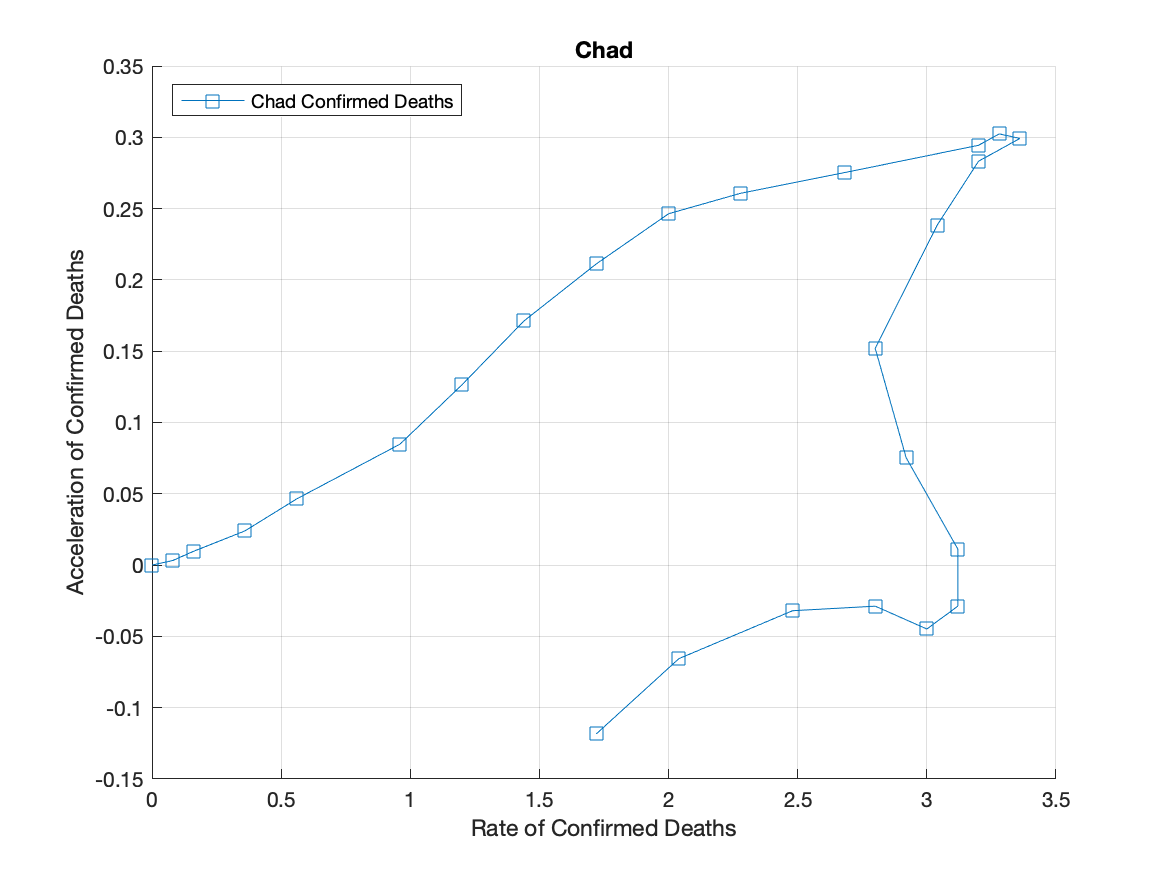 Chad
Chad Confirmed Deaths
0.35
0.3
0.25
0.2
0.15
0.1
0.05
0
-0.05
-0.1
-0.15
Acceleration of Confirmed Deaths
0 0.5 1 1.5 2 2.5 3 3.5
Rate of Confirmed Deaths